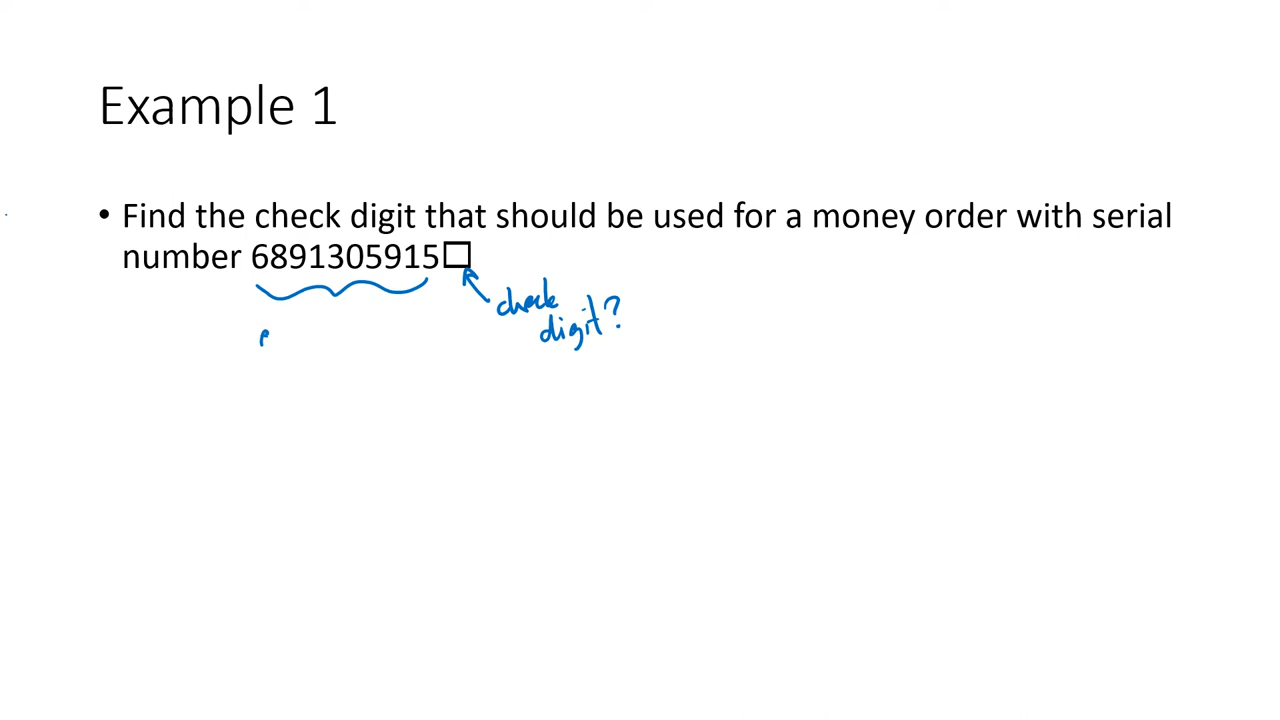 Example 1
• Find the check digit that should be used for a money order with serial
number 6891305915☐
check
digit?